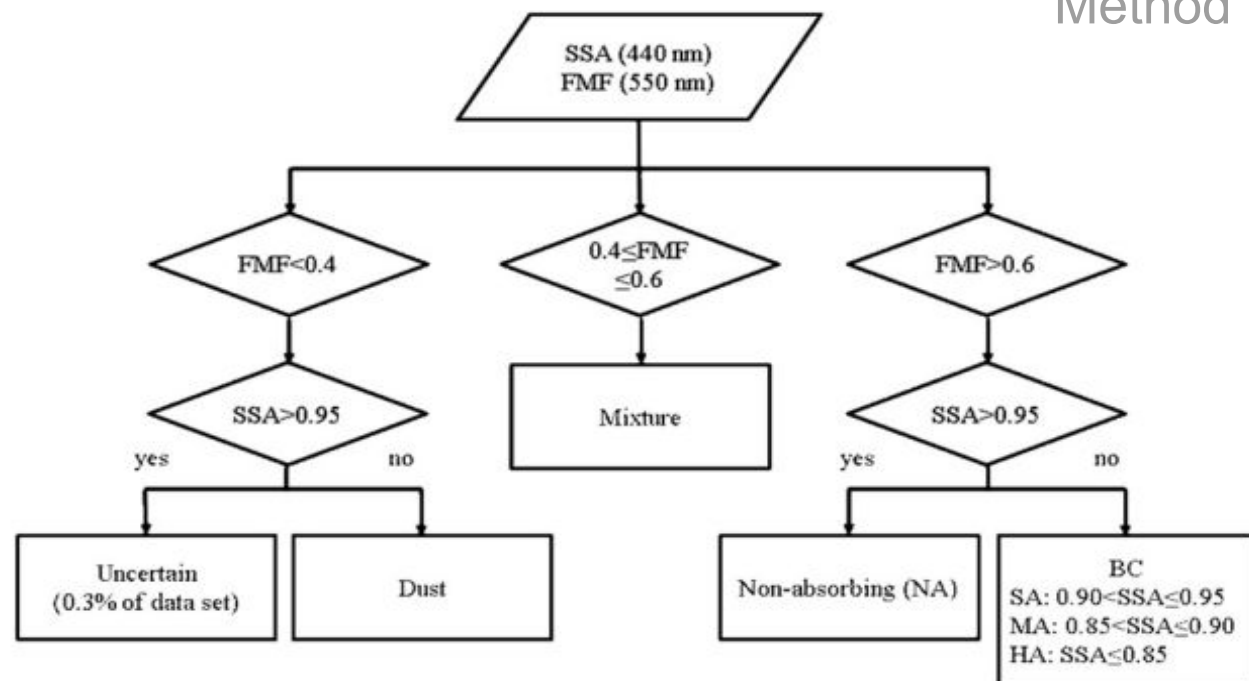 Method
SSA (440 nm)
FMF (550 nm)
FMF<0.4
0.4≤FMF
≤0.6
FMF>0.6
SSA>0.95
Mixture
SSA>0.95
yes
no
yes
no
Uncertain
(0.3% of data set)
Dust
Non-absorbing (NA)
BC
SA: 0.90<SSA≤0.95
MA: 0.85<SSA≤0.90
HA: SSA≤0.85